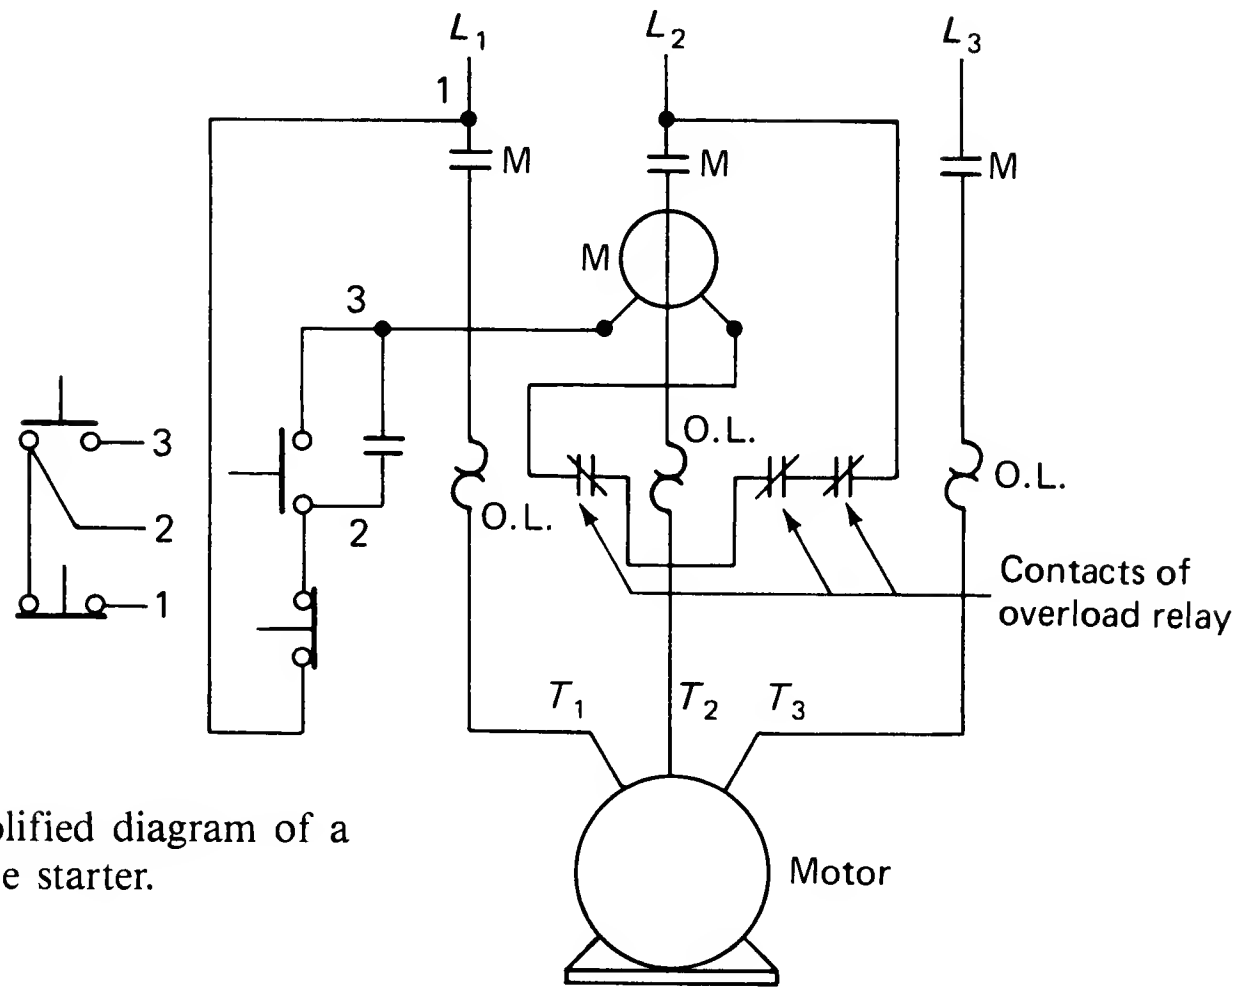 L1 L2 L3
1
M M M
M
3
O.L.
3
2
O.L. 2 O.L.
1
Contacts of
overload relay
T1 T2 T3
lified diagram of a
e starter.
Motor